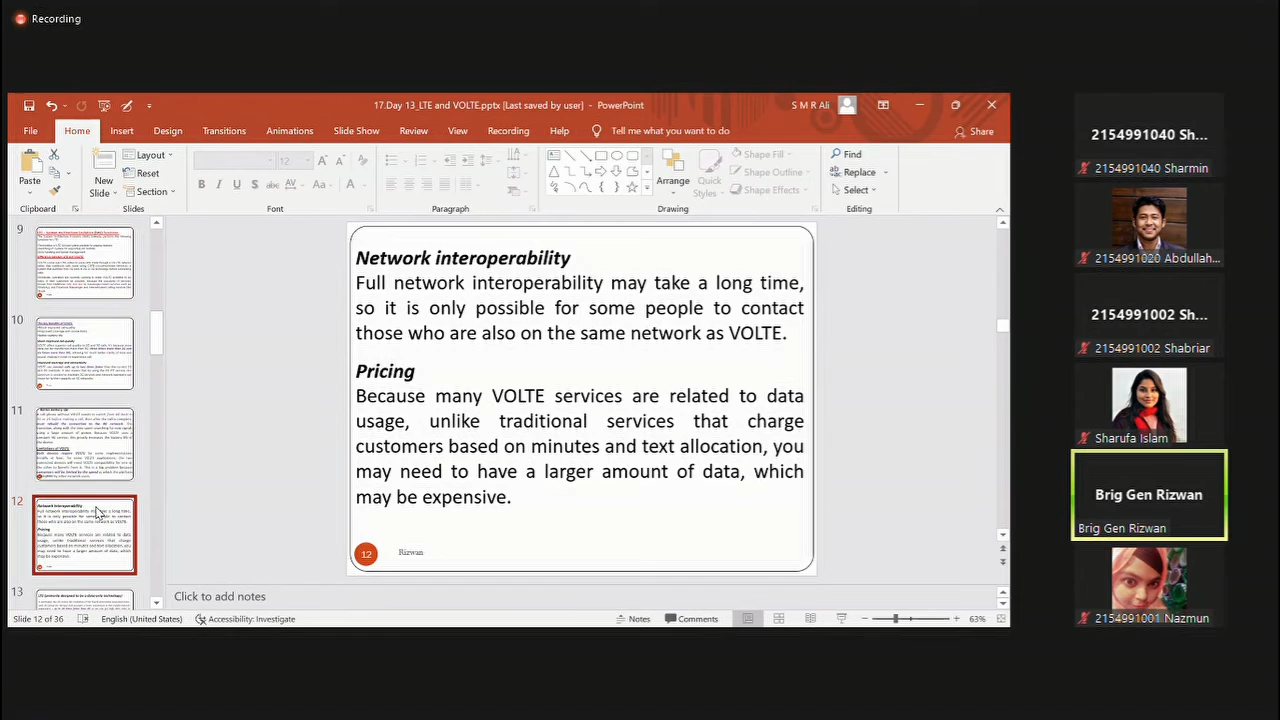 Recording
17.Day 13_LTE and VOLTE.pptx [Last saved by user] - PowerPoint
S M R Ali
File Home Insert Design Transitions Animations Slide Show Review View Recording Help Tell me what you want to do Share
Paste
New Slide
Layout
Reset
Section
12
B I U S abc AV Aa A
Arrange
Quick Styles
Shape Fill
Shape Outline
Shape Effects
Find
Replace
Select
Clipboard Slides Font Paragraph Drawing Editing
9
10
11
12
13
Network interoperability
Full network interoperability may take a long time,
so it is only possible for some people to contact
those who are also on the same network as VOLTE.
Pricing
Because many VOLTE services are related to data
usage, unlike traditional services that charge
customers based on minutes and text allocation, you
may need to have a larger amount of data, which
may be expensive.
12 Rizwan
Click to add notes
Slide 12 of 36 English (United States) Accessibility: Investigate Notes Comments 63%
2154991040 Sh...
2154991040 Sharmin
2154991020 Abdullah...
2154991002 Sh...
2154991002 Shabriar
Sharufa Islam
Brig Gen Rizwan
Brig Gen Rizwan
2154991001 Nazmun